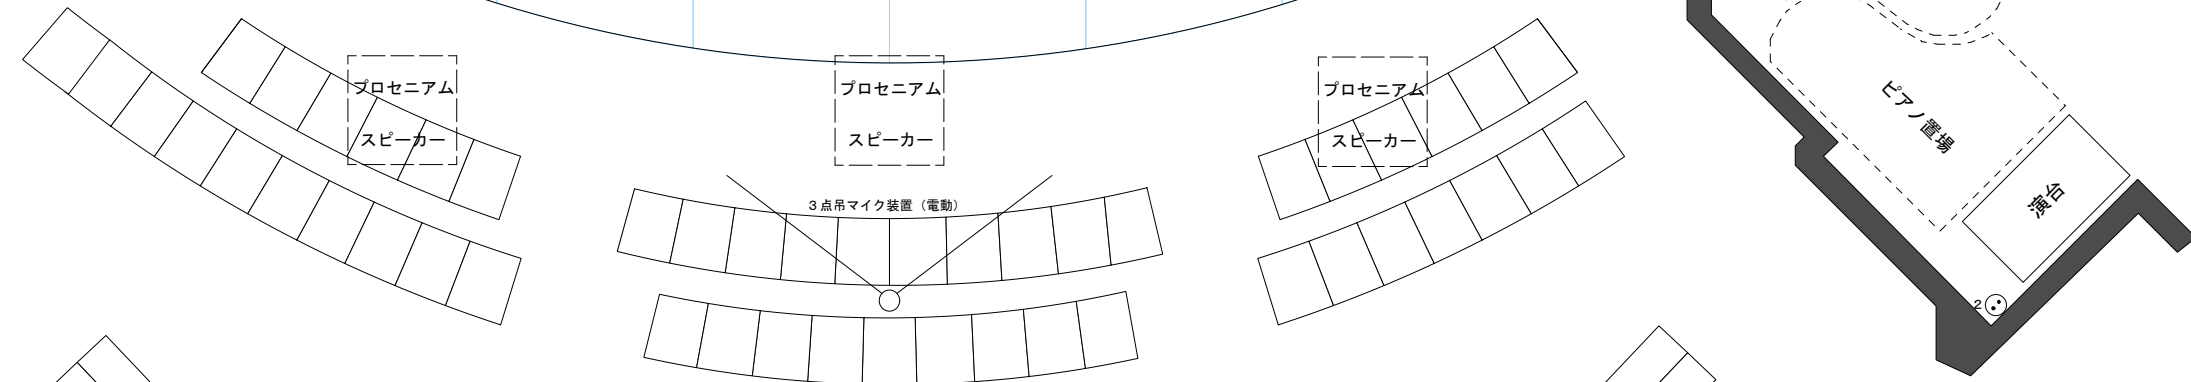 プロセニアム
スピーカー
プロセニアム
スピーカー
プロセニアム
スピーカー
3点吊マイク装置（電動）
ピアノ置場
演台
2